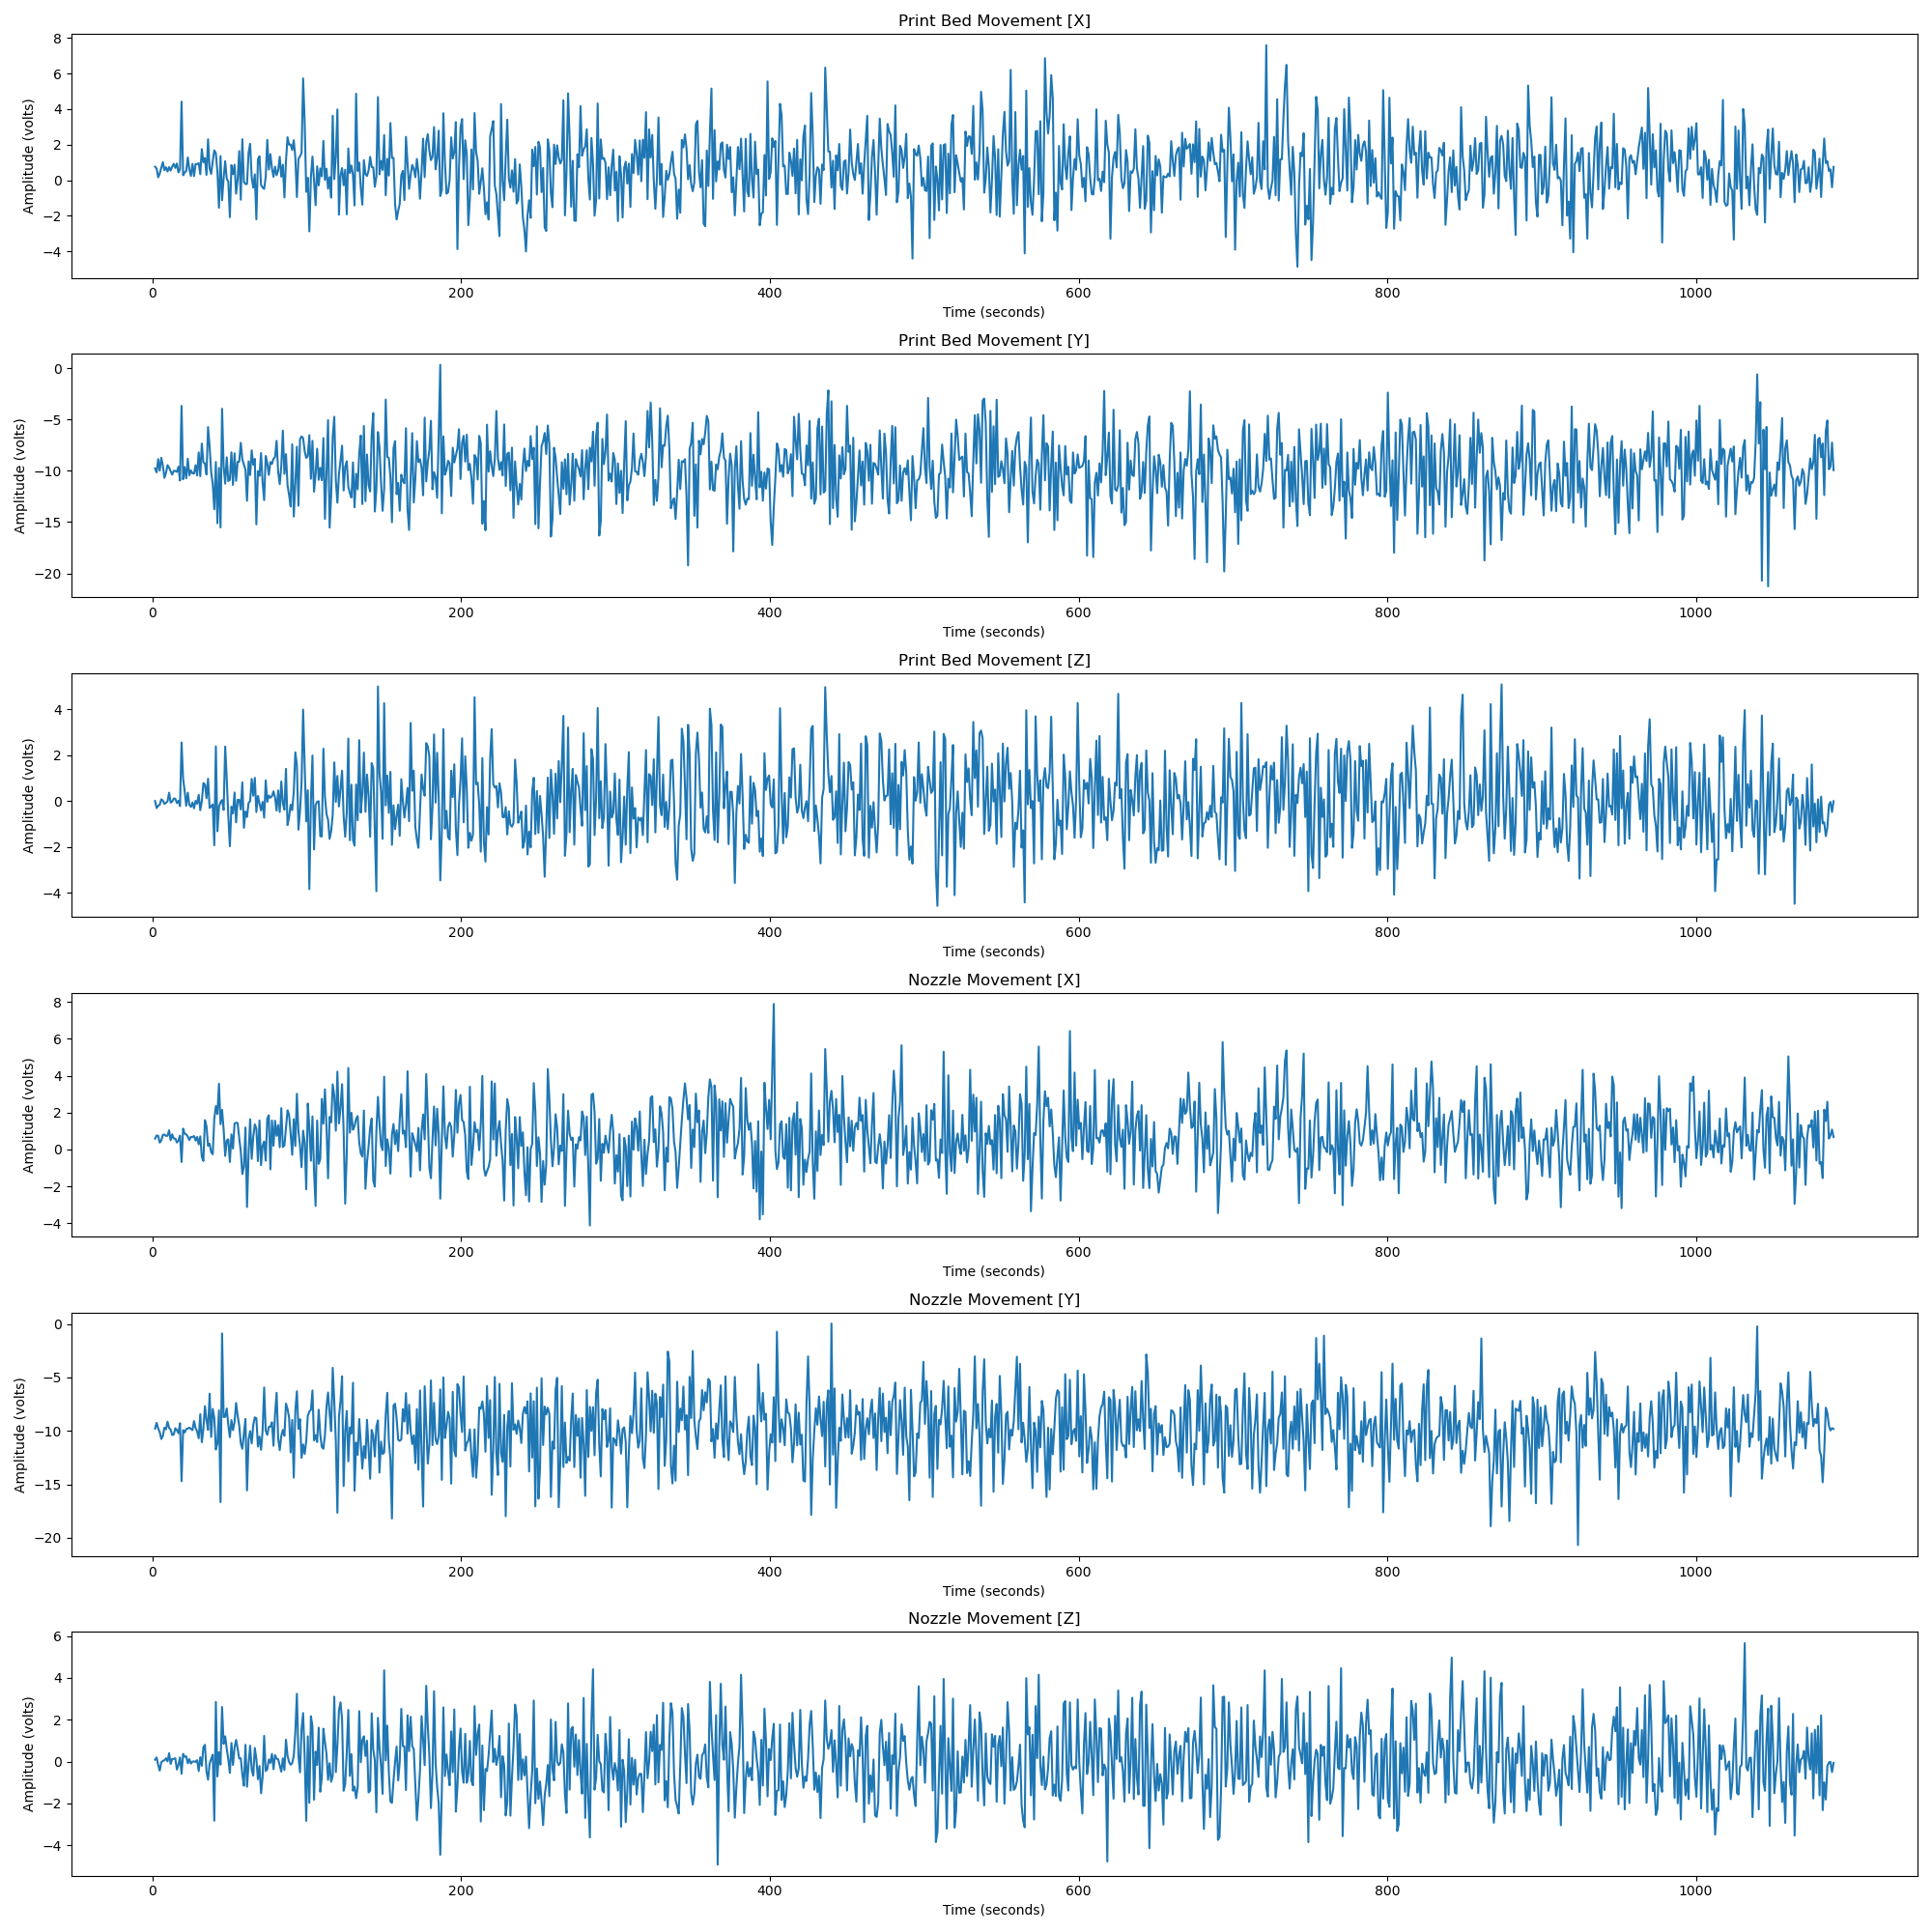 Print Bed Movement [X]
Amplitude (volts)
8
6
4
2
0
−2
−4
0 200 400 600 800 1000
Time (seconds)
Print Bed Movement [Y]
Amplitude (volts)
0
−5
−10
−15
−20
0 200 400 600 800 1000
Time (seconds)
Print Bed Movement [Z]
Amplitude (volts)
4
2
0
−2
−4
0 200 400 600 800 1000
Time (seconds)
Nozzle Movement [X]
Amplitude (volts)
8
6
4
2
0
−2
−4
0 200 400 600 800 1000
Time (seconds)
Nozzle Movement [Y]
Amplitude (volts)
0
−5
−10
−15
−20
0 200 400 600 800 1000
Time (seconds)
Nozzle Movement [Z]
Amplitude (volts)
6
4
2
0
−2
−4
0 200 400 600 800 1000
Time (seconds)